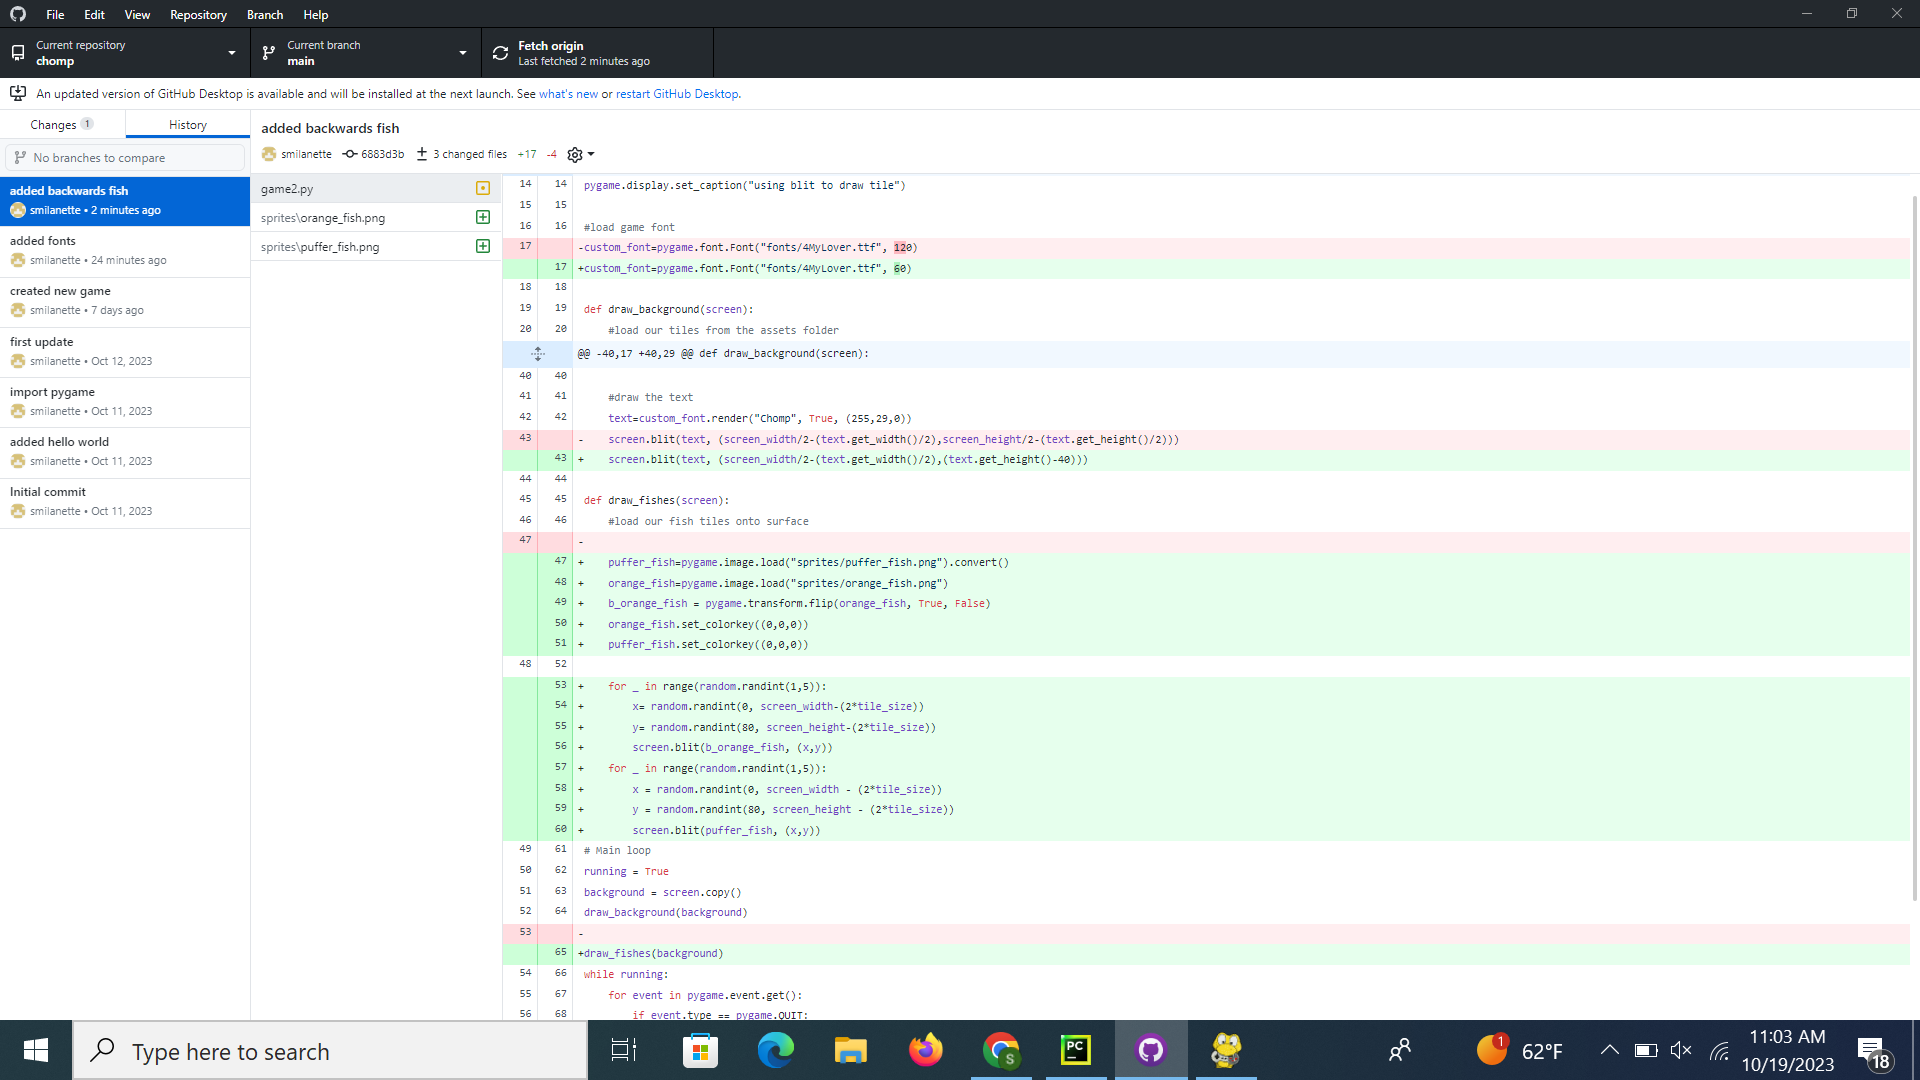 File Edit View Repository Branch Help
Current repository
chomp
Current branch
main
Fetch origin
Last fetched 2 minutes ago
An updated version of GitHub Desktop is available and will be installed at the next launch. See what's new or restart GitHub Desktop.
Changes 1
History
No branches to compare
added backwards fish
smilanette • 2 minutes ago
added fonts
smilanette • 24 minutes ago
created new game
smilanette • 7 days ago
first update
smilanette • Oct 12, 2023
import pygame
smilanette • Oct 11, 2023
added hello world
smilanette • Oct 11, 2023
Initial commit
smilanette • Oct 11, 2023
added backwards fish
smilanette 6883d3b 3 changed files +17 -4
game2.py
sprites\orange_fish.png
sprites\puffer_fish.png
14 14 pygame.display.set_caption("using blit to draw tile")
15 15
16 16 #load game font
17 -custom_font=pygame.font.Font("fonts/4MyLover.ttf", 120)
17 +custom_font=pygame.font.Font("fonts/4MyLover.ttf", 60)
18 18
19 19 def draw_background(screen):
20 20 #load our tiles from the assets folder
@@ -40,17 +40,29 @@ def draw_background(screen):
40 40
41 41 #draw the text
42 42 text=custom_font.render("Chomp", True, (255,29,0))
43 - screen.blit(text, (screen_width/2-(text.get_width()/2),screen_height/2-(text.get_height()/2)))
43 + screen.blit(text, (screen_width/2-(text.get_width()/2),(text.get_height()-40)))
44 44
45 45 def draw_fishes(screen):
46 46 #load our fish tiles onto surface
47 -
47 + puffer_fish=pygame.image.load("sprites/puffer_fish.png").convert()
48 + orange_fish=pygame.image.load("sprites/orange_fish.png")
49 + b_orange_fish = pygame.transform.flip(orange_fish, True, False)
50 + orange_fish.set_colorkey((0,0,0))
51 + puffer_fish.set_colorkey((0,0,0))
48 52
53 + for _ in range(random.randint(1,5)):
54 + x= random.randint(0, screen_width-(2*tile_size))
55 + y= random.randint(80, screen_height-(2*tile_size))
56 + screen.blit(b_orange_fish, (x,y))
57 + for _ in range(random.randint(1,5)):
58 + x = random.randint(0, screen_width - (2*tile_size))
59 + y = random.randint(80, screen_height - (2*tile_size))
60 + screen.blit(puffer_fish, (x,y))
49 61 # Main loop
50 62 running = True
51 63 background = screen.copy()
52 64 draw_background(background)
53 -
65 +draw_fishes(background)
54 66 while running:
55 67 for event in pygame.event.get():
56 68 if event.type == pygame.QUIT:
Type here to search
PC
S
1
62°F
11:03 AM
10/19/2023
18